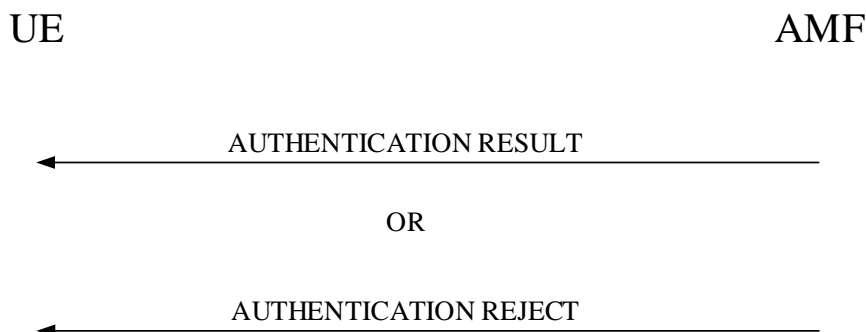 UE AMF
AUTHENTICATION RESULT
OR
AUTHENTICATION REJECT